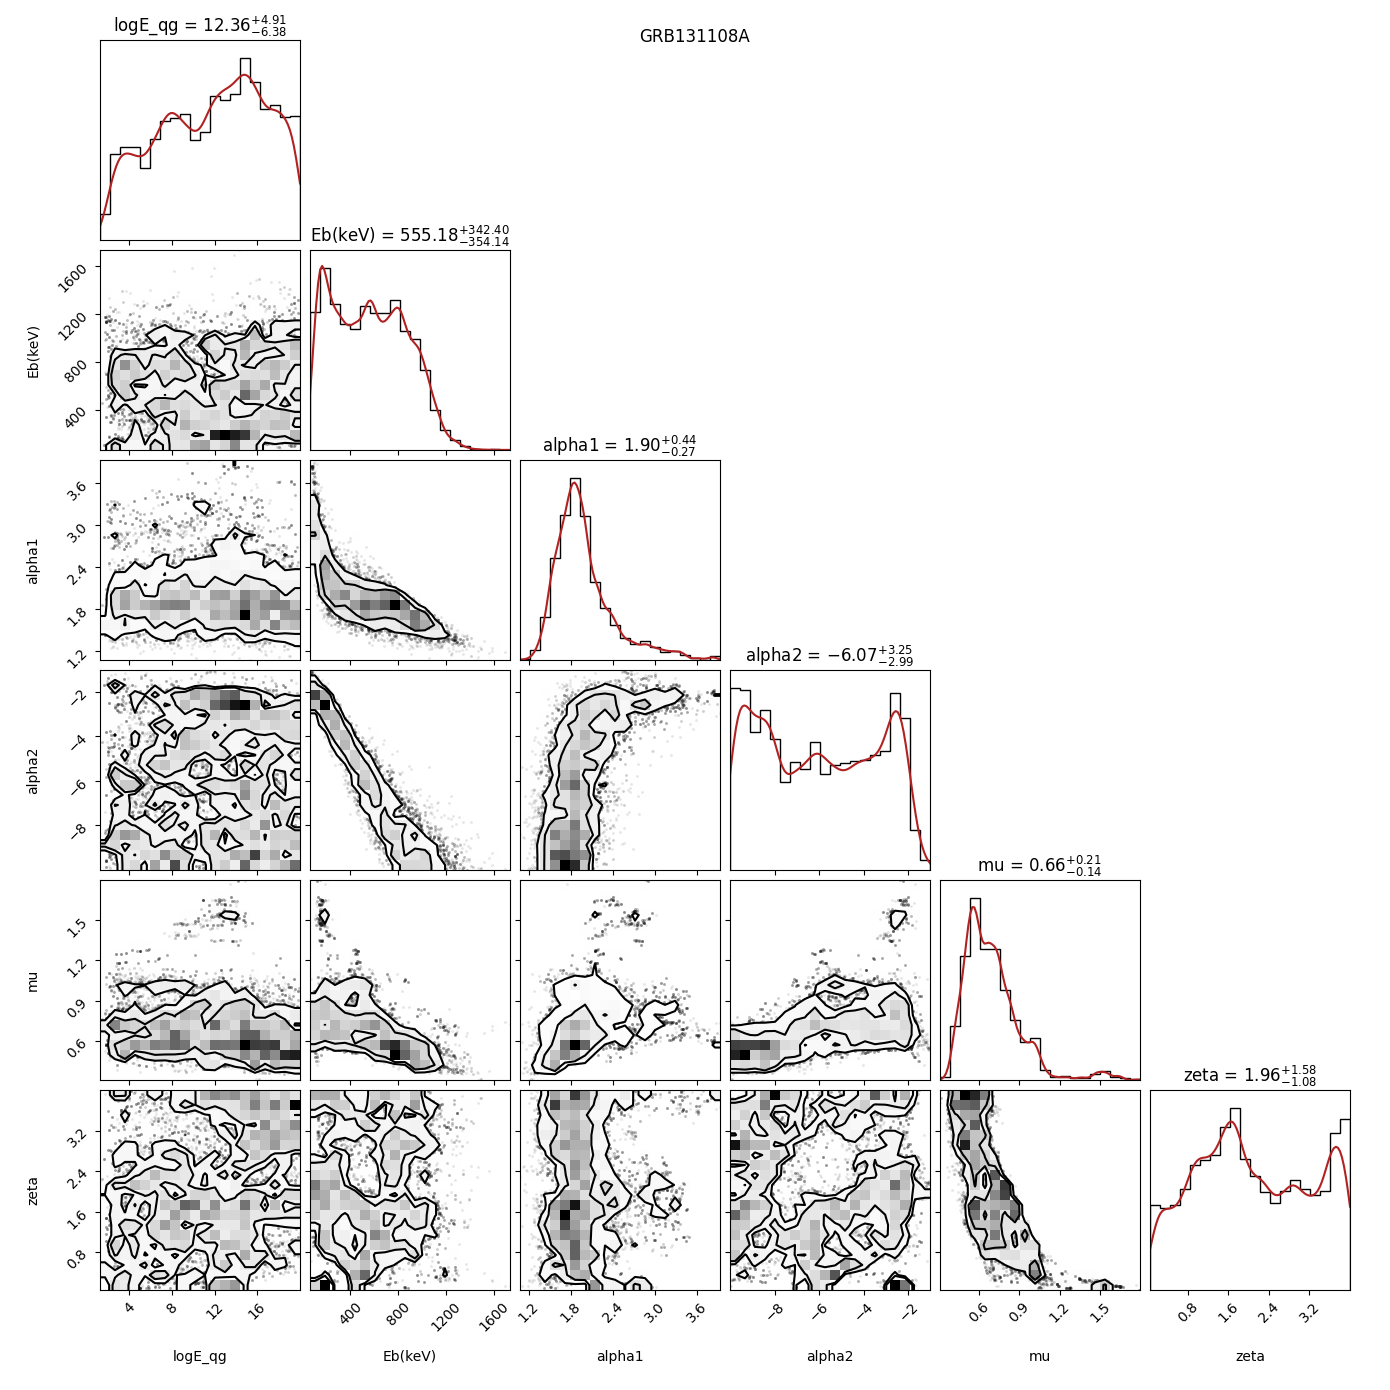 GRB131108A
logE_qg = 12.36+4.91 −6.38
Eb(keV) = 555.18+342.40 −354.14
1600
1200
800
400
Eb(keV)
alpha1 = 1.90+0.44 −0.27
3.6
3.0
2.4
1.8
1.2
alpha1
alpha2 = −6.07+3.25 −2.99
−2
−4
−6
−8
alpha2
mu = 0.66+0.21 −0.14
1.5
1.2
0.9
0.6
mu
zeta = 1.96+1.58 −1.08
3.2
2.4
1.6
0.8
zeta
4 8 12 16
400 800 1200 1600
1.2 1.8 2.4 3.0 3.6
−8 −6 −4 −2
0.6 0.9 1.2 1.5
0.8 1.6 2.4 3.2
logE_qg Eb(keV) alpha1 alpha2 mu zeta